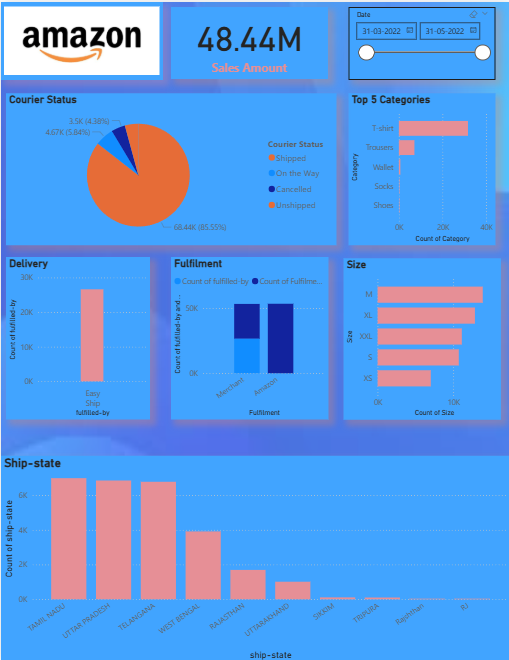 amazon
48.44M
Sales Amount
Date
31-03-2022
31-05-2022
Courier Status
3.5K (4.38%)
4.67K (5.84%)
68.44K (85.55%)
Courier Status
Shipped
On the Way
Cancelled
Unshipped
Top 5 Categories
Category
T-shirt
Trousers
Wallet
Socks
Shoes
0K 20K 40K
Count of Category
Delivery
Count of fulfilled-by
30K
20K
10K
0K
Easy
Ship
fulfilled-by
Fulfilment
Count of fulfilled-by Count of Fulfilme...
Count of fulfilled-by and ...
50K
0K
Merchant
Amazon
Fulfilment
Size
Size
M
XL
XXL
S
XS
0K 10K
Count of Size
Ship-state
Count of ship-state
6K
4K
2K
0K
TAMIL NADU
UTTAR PRADESH
TELANGANA
WEST BENGAL
RAJASTHAN
UTTARAKHAND
SIKKIM
TRIPURA
Rajshthan
RJ
ship-state